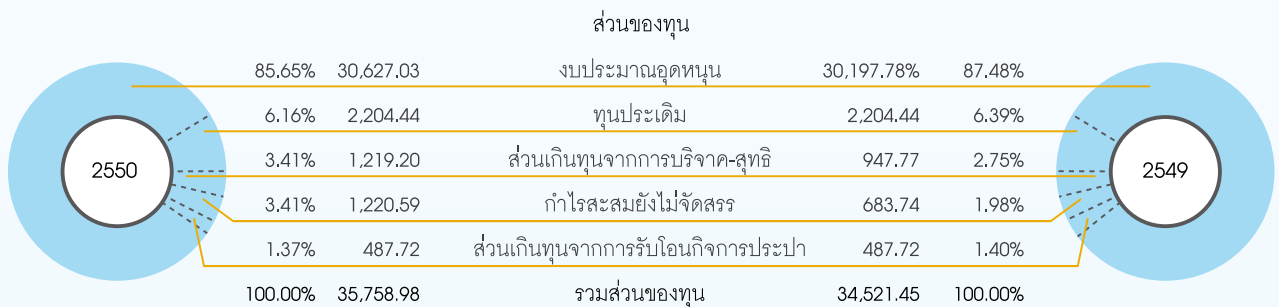 ส่วนของทุน
85.65% 30,627.03 งบประมาณอุดหนุน 30,197.78% 87.48%
6.16% 2,204.44 ทุนประเดิม 2,204.44 6.39%
3.41% 1,219.20 ส่วนเกินทุนจากการบริจาค-สุทธิ 947.77 2.75%
2550 2549
3.41% 1,220.59 กำไรสะสมยังไม่จัดสรร 683.74 1.98%
1.37% 487.72 ส่วนเกินทุนจากการรับโอนกิจการประปา 487.72 1.40%
100.00% 35,758.98 รวมส่วนของทุน 34,521.45 100.00%